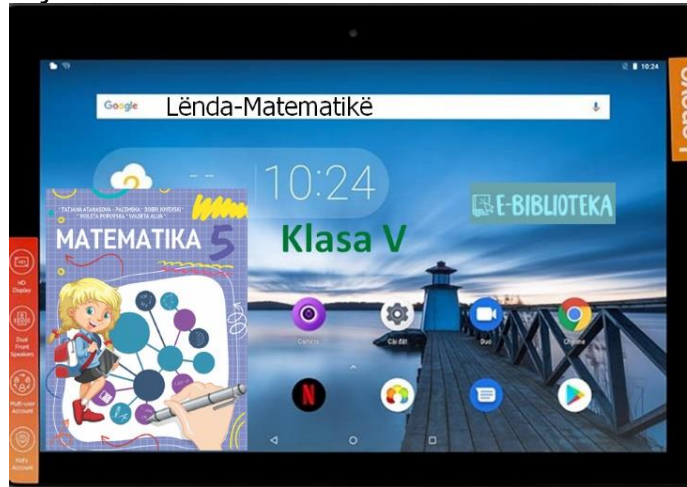 10:24
Google
Lënda-Matematikë
10:24
Lenovo
E-BIBLIOTEKA
MATEMATIKA 5
Klasa V
HD
Display
Dual
Front
Speakers
Multi-user
Account
Kid's
Account
Camera
Cài đặt
Duo
Chrome
N